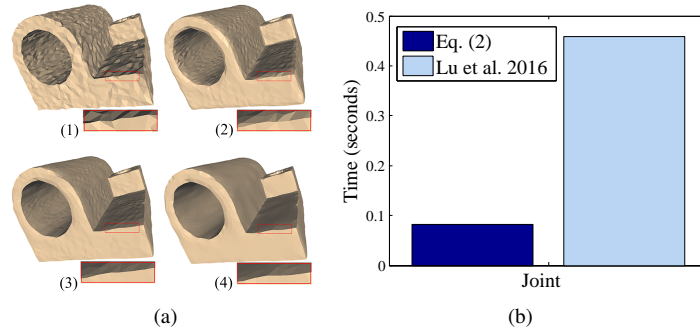 (1)
(2)
(3)
(4)
(a)
0.5
0.4
0.3
0.2
0.1
0
Time (seconds)
Eq. (2)
Lu et al. 2016
Joint
(b)